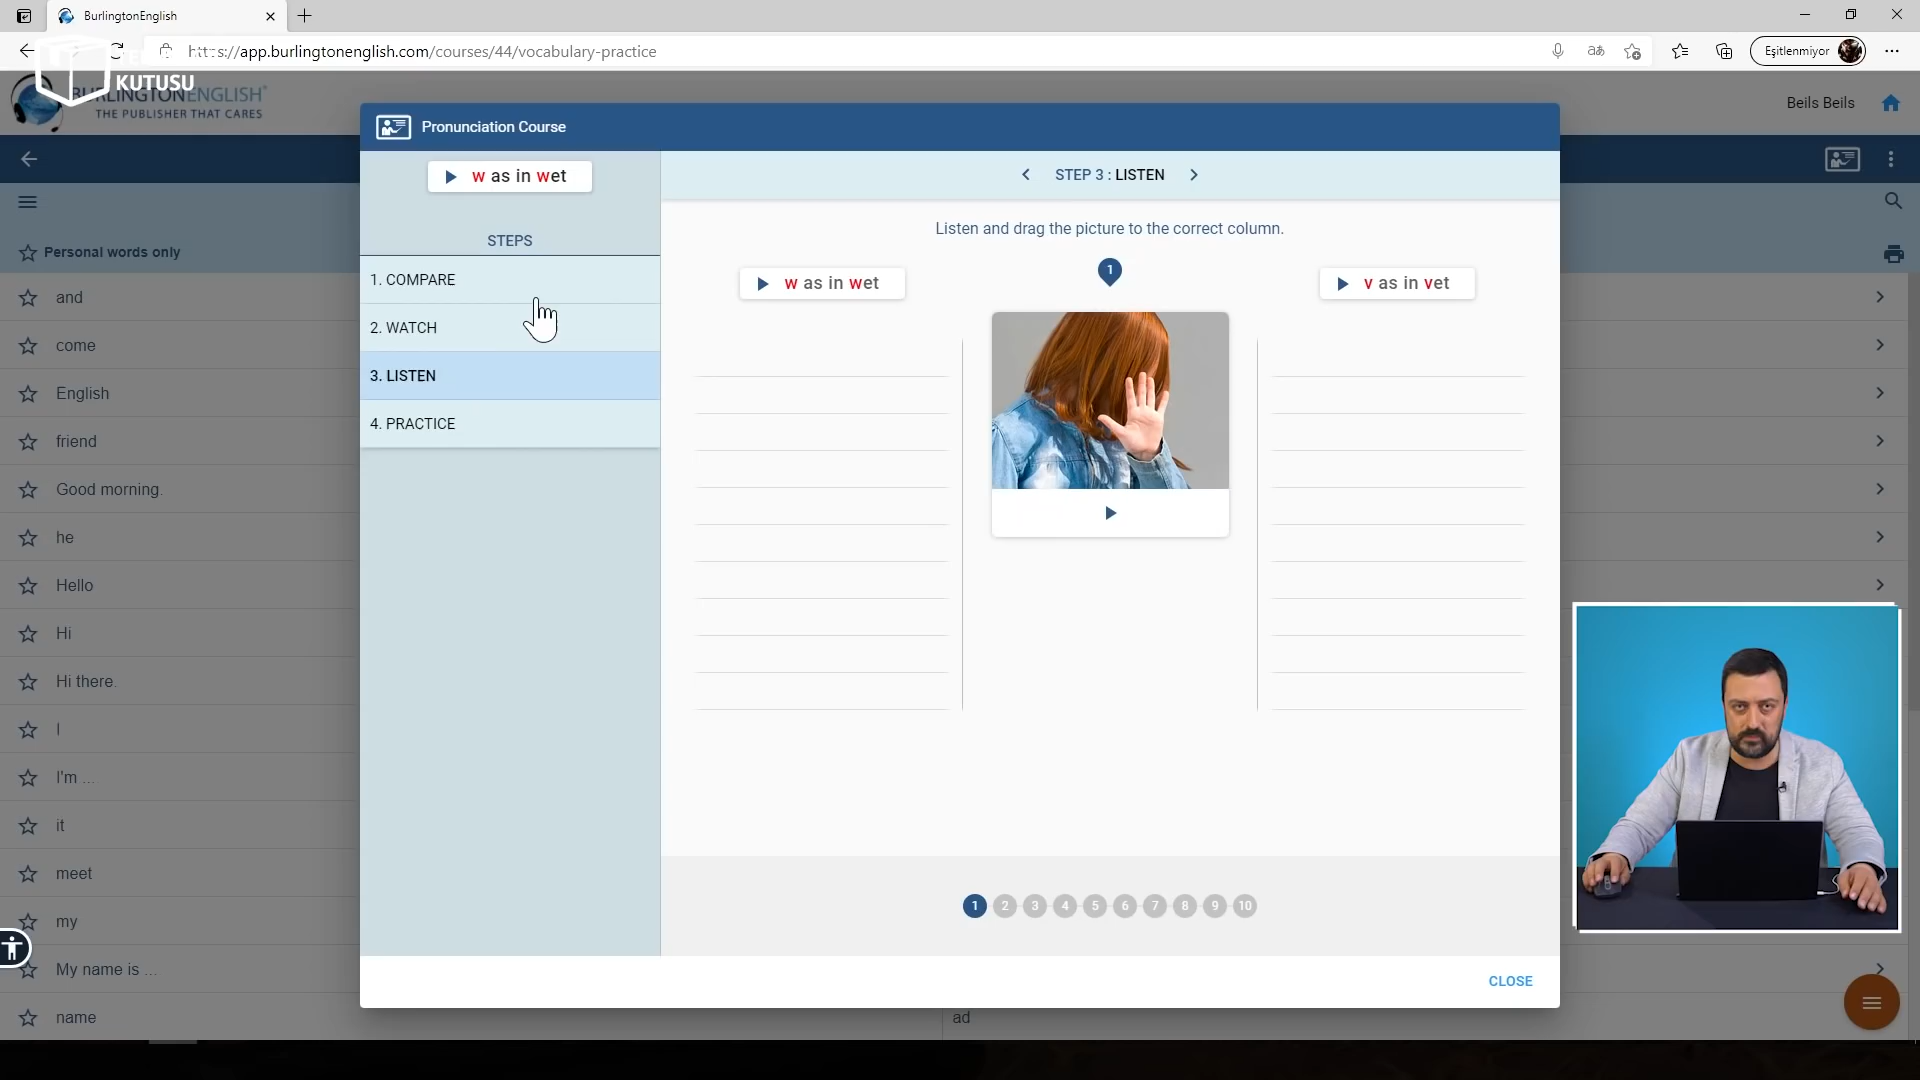 BurlingtonEnglish
https://app.burlingtonenglish.com/courses/44/vocabulary-practice
Eşitlenmiyor
KUTUSU
BURLINGTONENGLISH®
THE PUBLISHER THAT CARES
Beils Beils
Pronunciation Course
w as in wet
STEPS
1. COMPARE
2. WATCH
3. LISTEN
4. PRACTICE
STEP 3 : LISTEN
Listen and drag the picture to the correct column.
w as in wet
1
v as in vet
1 2 3 4 5 6 7 8 9 10
CLOSE
Personal words only
and
come
English
friend
Good morning.
he
Hello
Hi
Hi there.
I
I'm ...
it
meet
my
My name is ...
name
ad